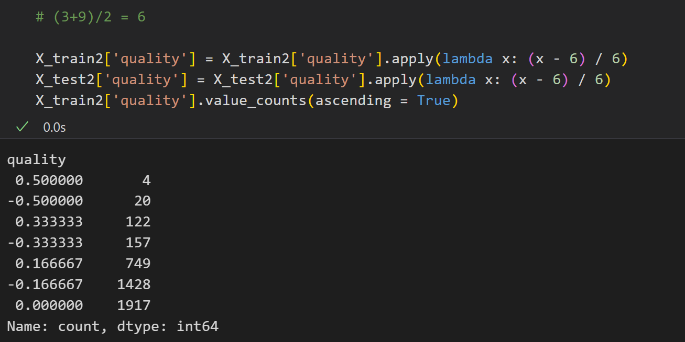 # (3+9)/2 = 6
X_train2['quality'] = X_train2['quality'].apply(lambda x: (x - 6) / 6)
X_test2['quality'] = X_test2['quality'].apply(lambda x: (x - 6) / 6)
X_train2['quality'].value_counts(ascending = True)
✓ 0.0s
quality
 0.500000       4
-0.500000      20
 0.333333     122
-0.333333     157
 0.166667     749
-0.166667    1428
 0.000000    1917
Name: count, dtype: int64